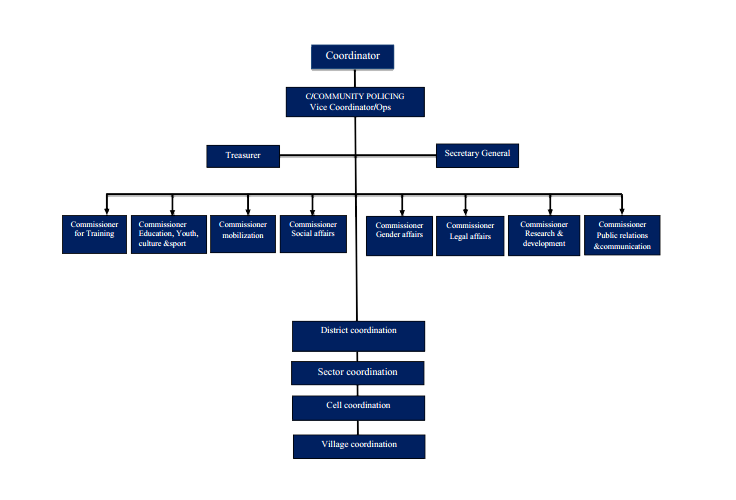 Coordinator
C/COMMUNITY POLICING
Vice Coordinator/Ops
Treasurer
Secretary General
Commissioner
for Training
Commissioner
Education, Youth,
culture &sport
Commissioner
mobilization
Commissioner
Social affairs
Commissioner
Gender affairs
Commissioner
Legal affairs
Commissioner
Research &
development
Commissioner
Public relations
&communication
District coordination
Sector coordination
Cell coordination
Village coordination